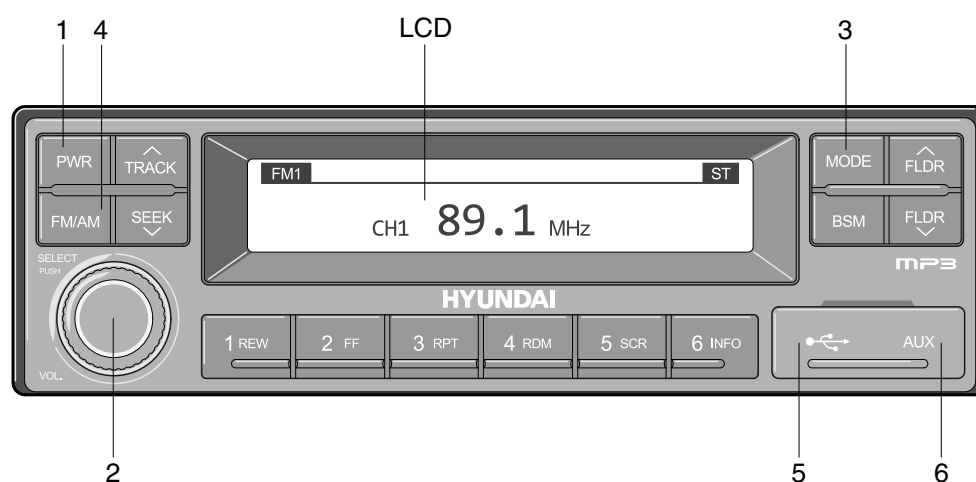 1 4 LCD 3
PWR TRACK MODE FLDR
FM1 ST
FM/AM SEEK CH1 89.1 MHz BSM FLDR
SELECT
PUSH
MP3
HYUNDAI
1 REW 2 FF 3 RPT 4 RDM 5 SCR 6 INFO AUX
VOL.
2 5 6